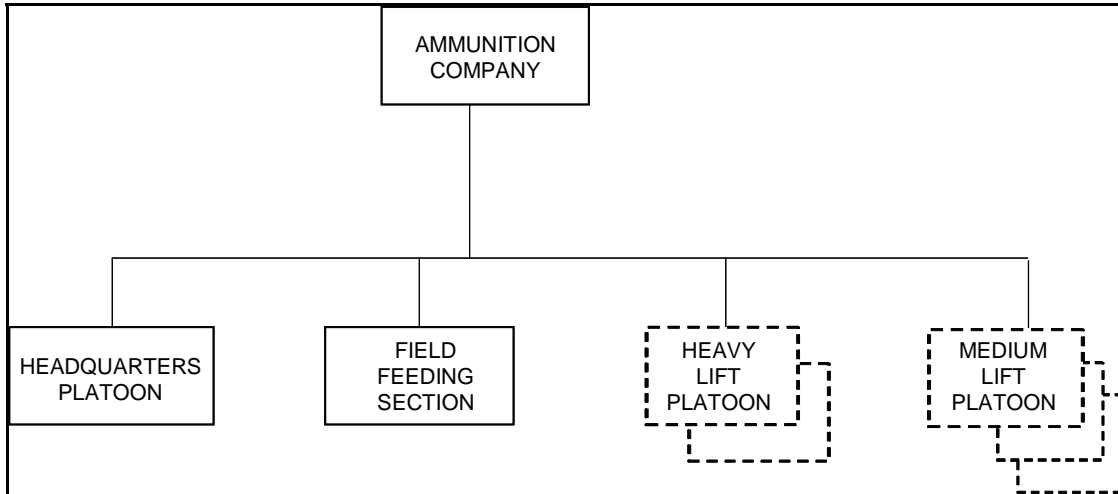 AMMUNITION
COMPANY
HEADQUARTERS
PLATOON
FIELD
FEEDING
SECTION
HEAVY
LIFT
PLATOON
MEDIUM
LIFT
PLATOON